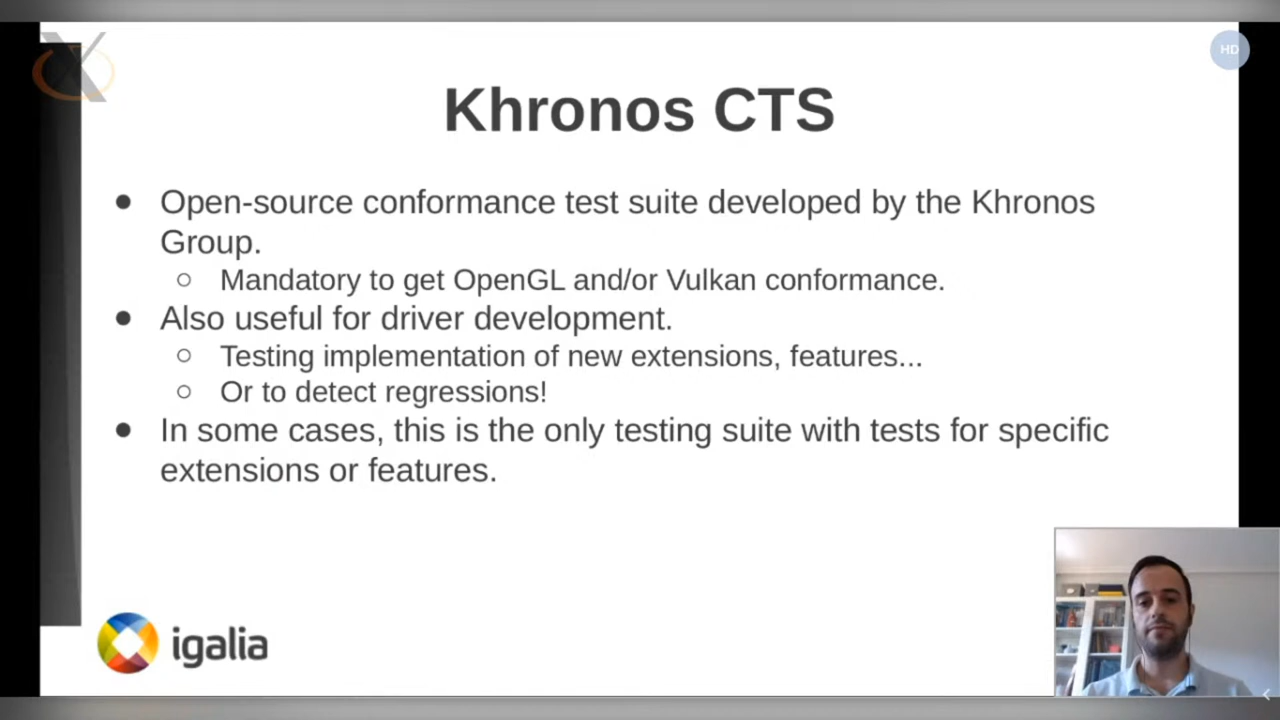 HD
Khronos CTS
● Open-source conformance test suite developed by the Khronos
Group.
○ Mandatory to get OpenGL and/or Vulkan conformance.
● Also useful for driver development.
○ Testing implementation of new extensions, features...
○ Or to detect regressions!
● In some cases, this is the only testing suite with tests for specific
extensions or features.
igalia